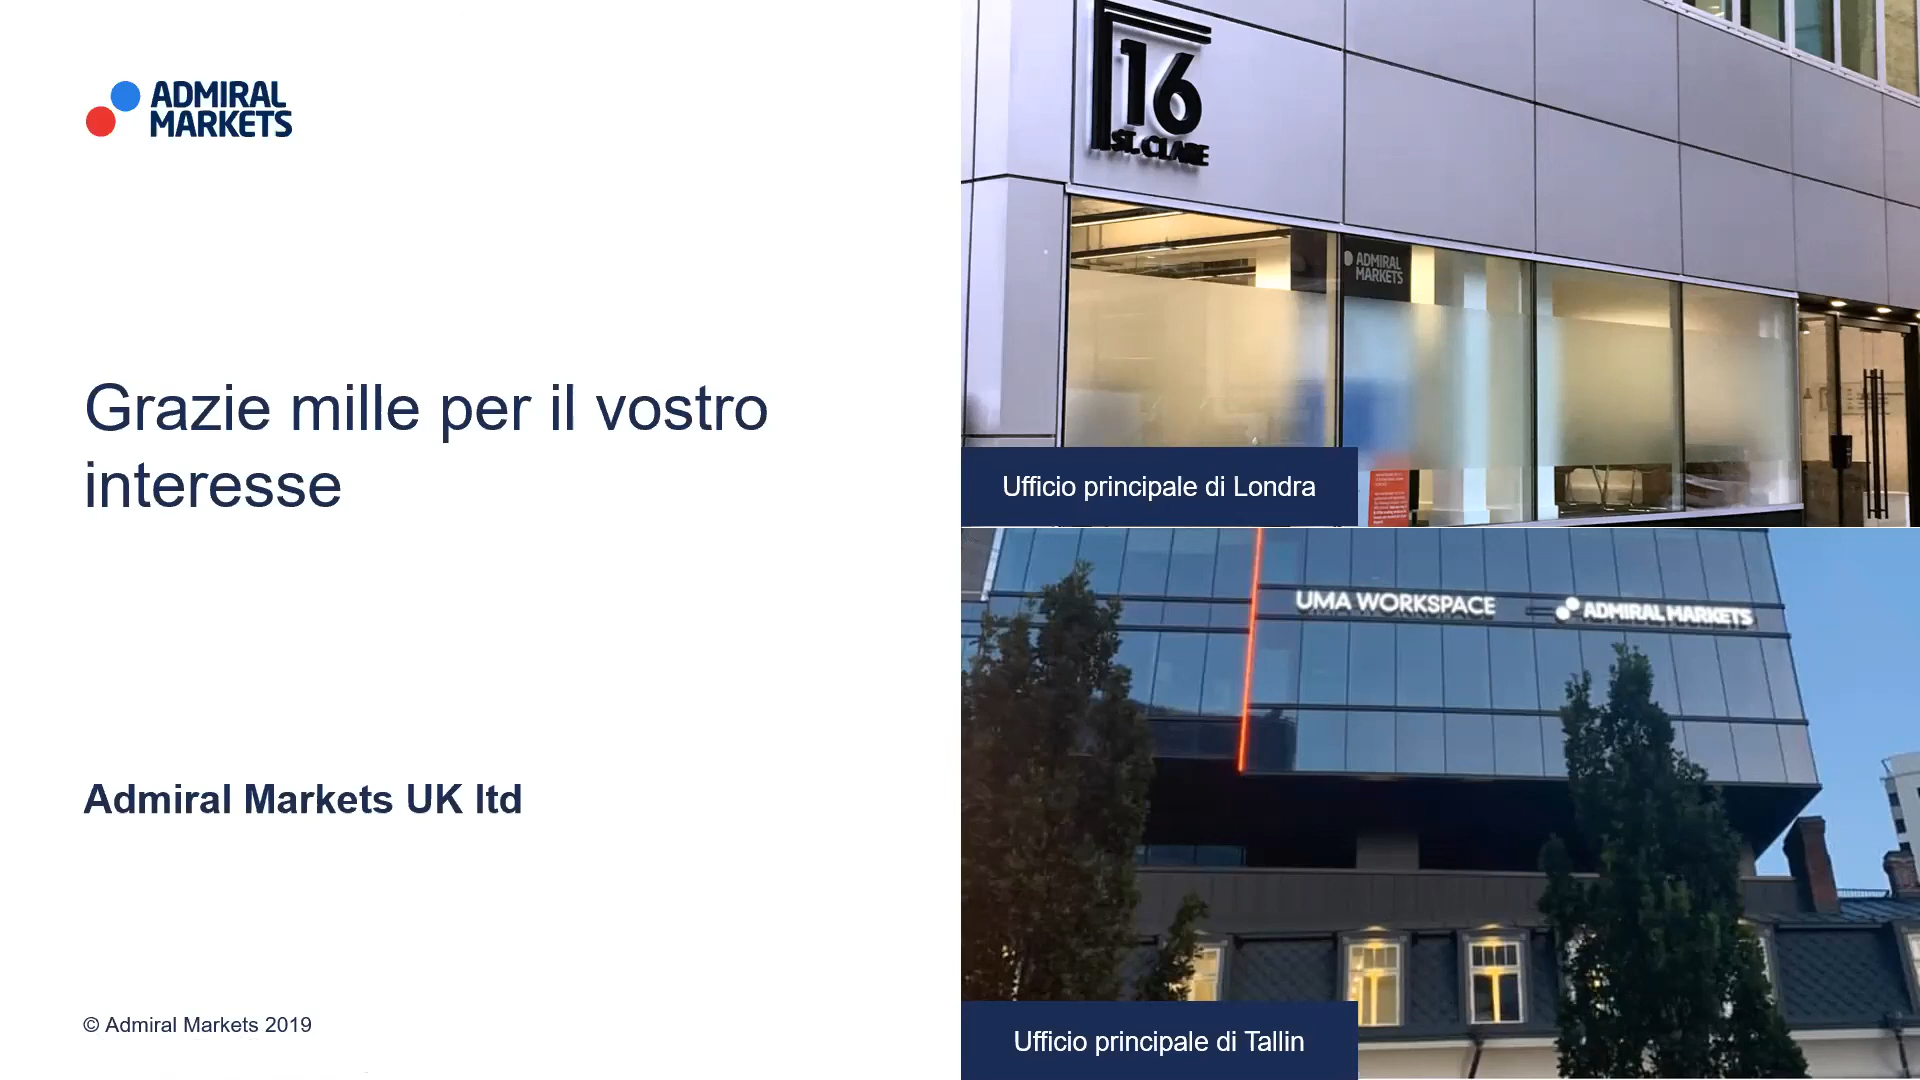 ADMIRAL
MARKETS
Grazie mille per il vostro
interesse
Admiral Markets UK ltd
© Admiral Markets 2019
16
ST. CLARE
ADMIRAL
MARKETS
Ufficio principale di Londra
UMA WORKSPACE
ADMIRAL MARKETS
Ufficio principale di Tallin